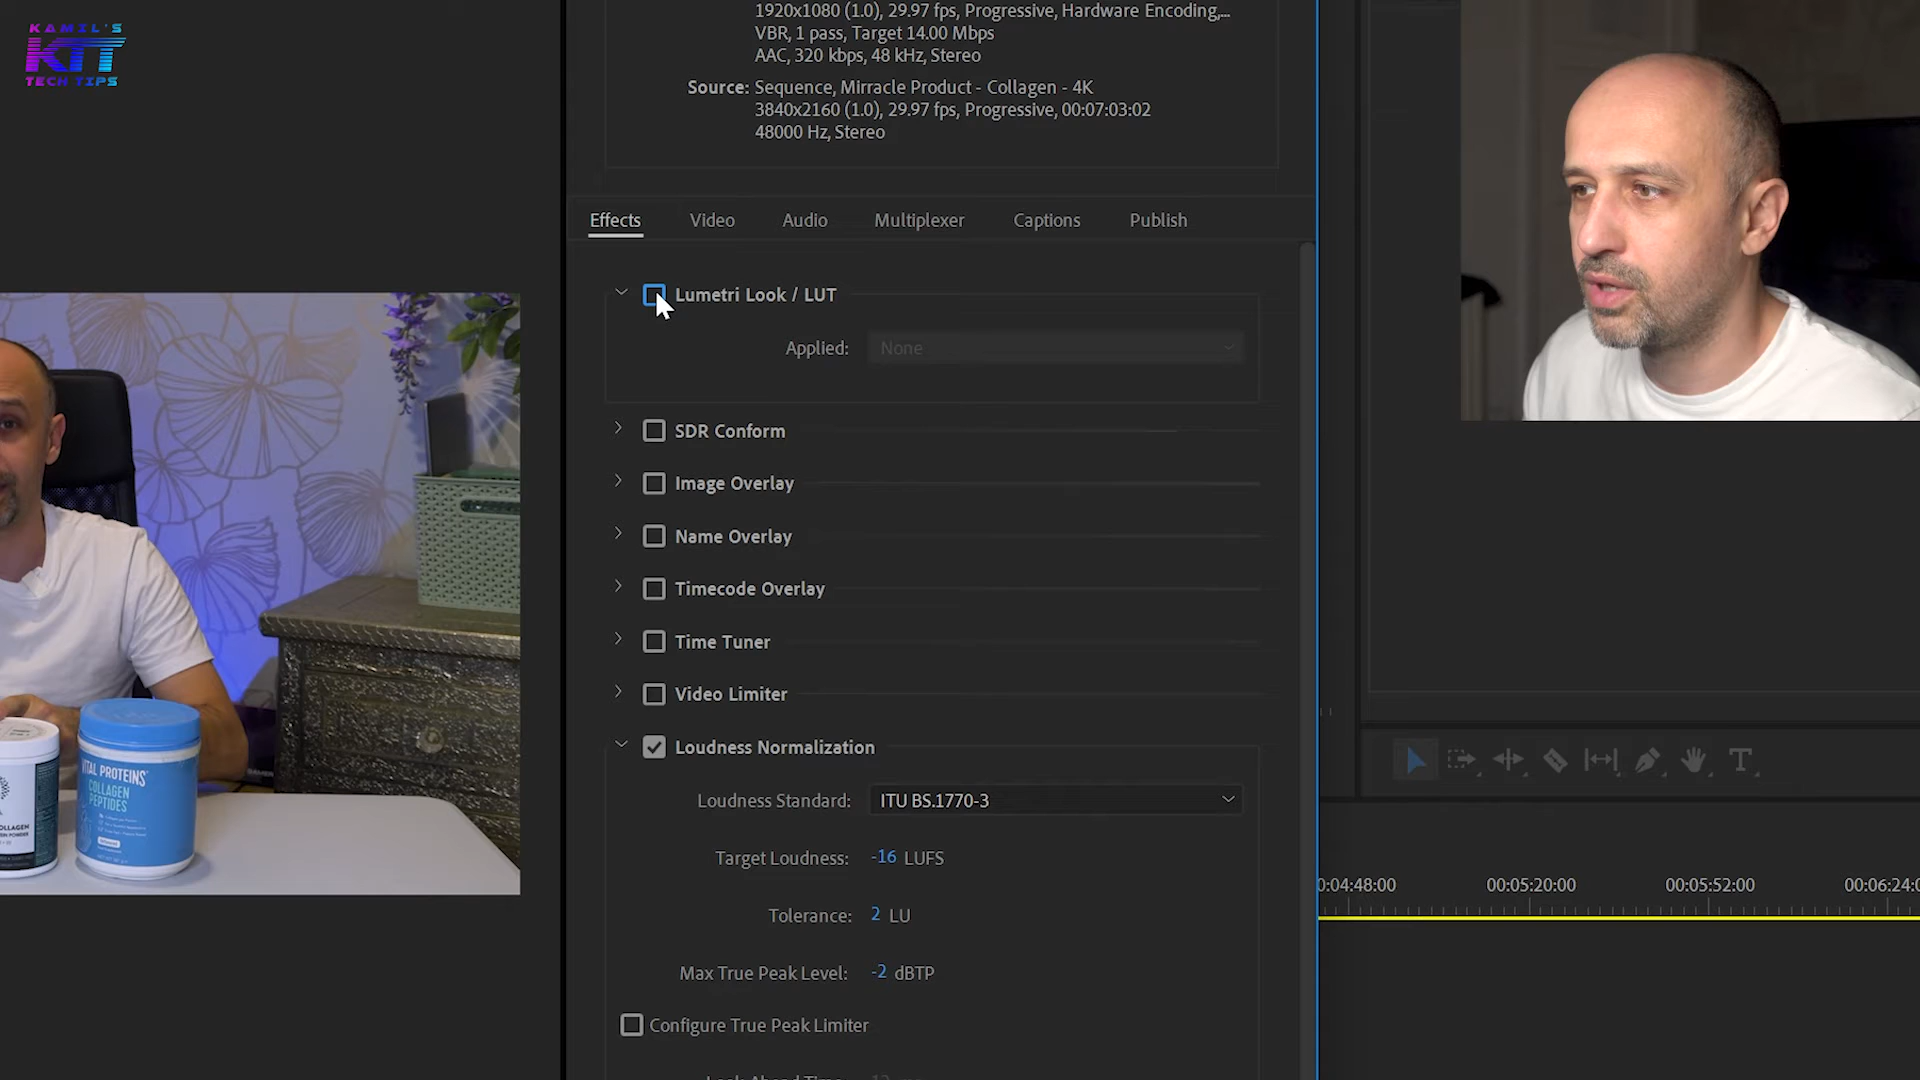 KAMIL'S
KTT
TECH TIPS
1920x1080 (1.0), 29.97 fps, Progressive, Hardware Encoding,...
VBR, 1 pass, Target 14.00 Mbps
AAC, 320 kbps, 48 kHz, Stereo
Source: Sequence, Mirracle Product - Collagen - 4K
3840x2160 (1.0), 29.97 fps, Progressive, 00:07:03:02
48000 Hz, Stereo
Effects Video Audio Multiplexer Captions Publish
Lumetri Look / LUT
Applied: None
SDR Conform
Image Overlay
Name Overlay
Timecode Overlay
Time Tuner
Video Limiter
Loudness Normalization
Loudness Standard: ITU BS.1770-3
Target Loudness: -16 LUFS
Tolerance: 2 LU
Max True Peak Level: -2 dBTP
Configure True Peak Limiter
VITAL PROTEINS
COLLAGEN
PEPTIDES
0:04:48:00 00:05:20:00 00:05:52:00 00:06:24:0